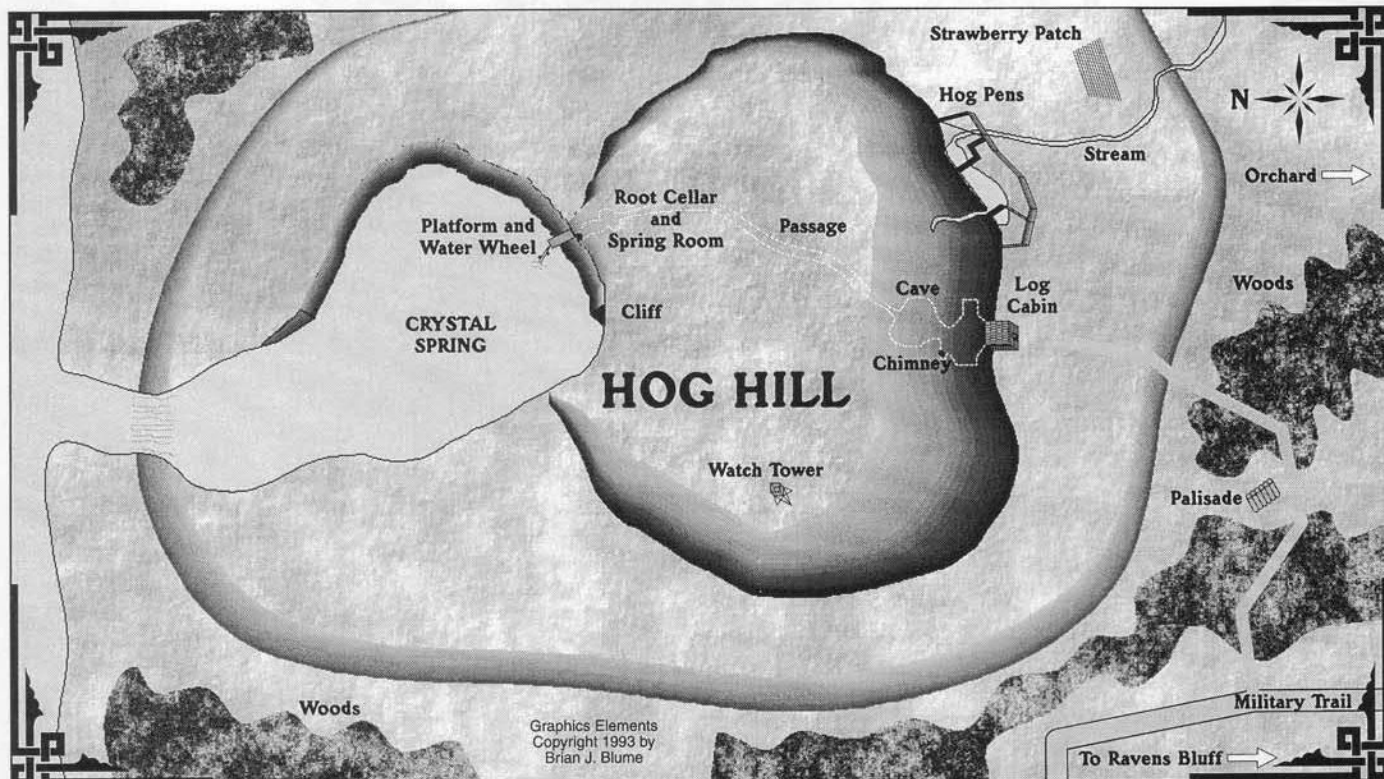 Strawberry Patch
Hog Pens
N
Stream
Orchard
Root Cellar
and
Spring Room
Platform and
Water Wheel
Passage
Cave
Log
Cabin
Woods
Cliff
CRYSTAL
SPRING
Chimney
HOG HILL
Watch Tower
Palisade
Woods
Graphics Elements
Copyright 1993 by
Brian J. Blume
Military Trail
To Ravens Bluff